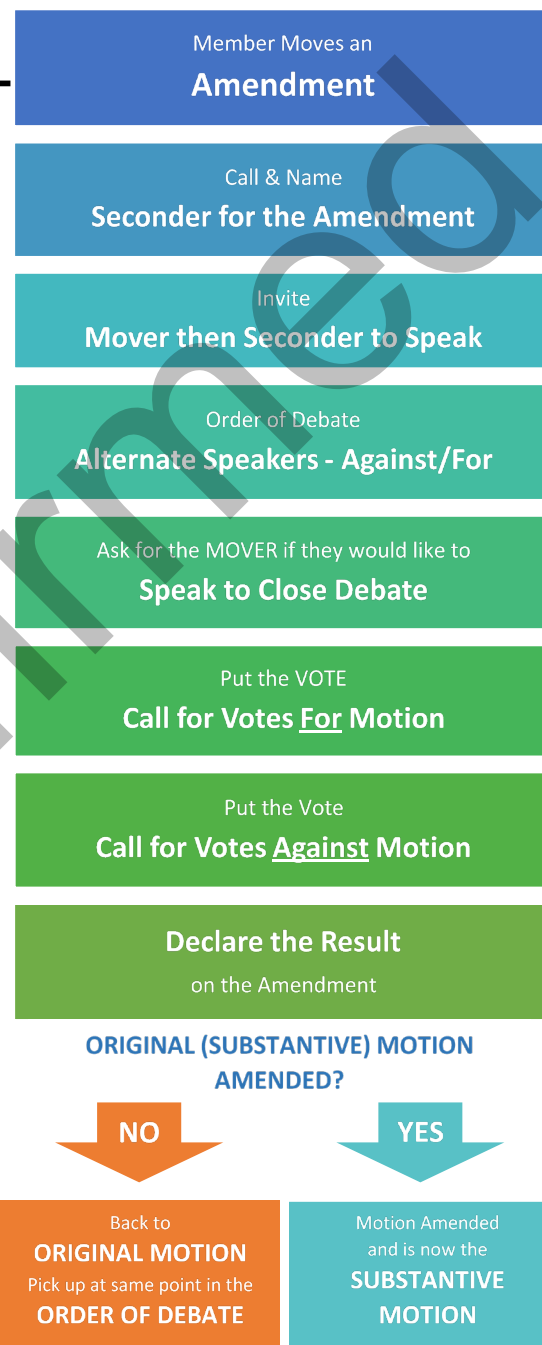 Member Moves an
Amendment
Call & Name
Seconder for the Amendment
Invite
Mover then Seconder to Speak
Order of Debate
Alternate Speakers - Against/For
Ask for the MOVER if they would like to
Speak to Close Debate
Put the VOTE
Call for Votes For Motion
Put the Vote
Call for Votes Against Motion
Declare the Result
on the Amendment
ORIGINAL (SUBSTANTIVE) MOTION
AMENDED?
NO
YES
Back to
ORIGINAL MOTION
Pick up at same point in the
ORDER OF DEBATE
Motion Amended
and is now the
SUBSTANTIVE
MOTION